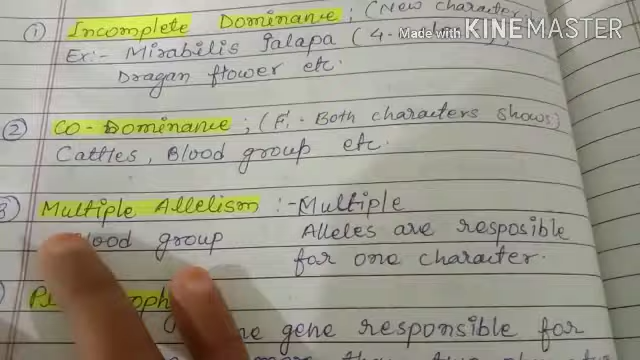 ① Incomplete Dominance ; (New character
Made with KINEMASTER
Ex:- Mirabilis Jalapa (4-
Dragan flower etc.
② CO-Dominance ; (F₁ - Both characters shows)
Catties, Blood group etc.
Multiple Allelism :- Multiple
Blood group Alleles are resposible
for one character.
gene responsible for